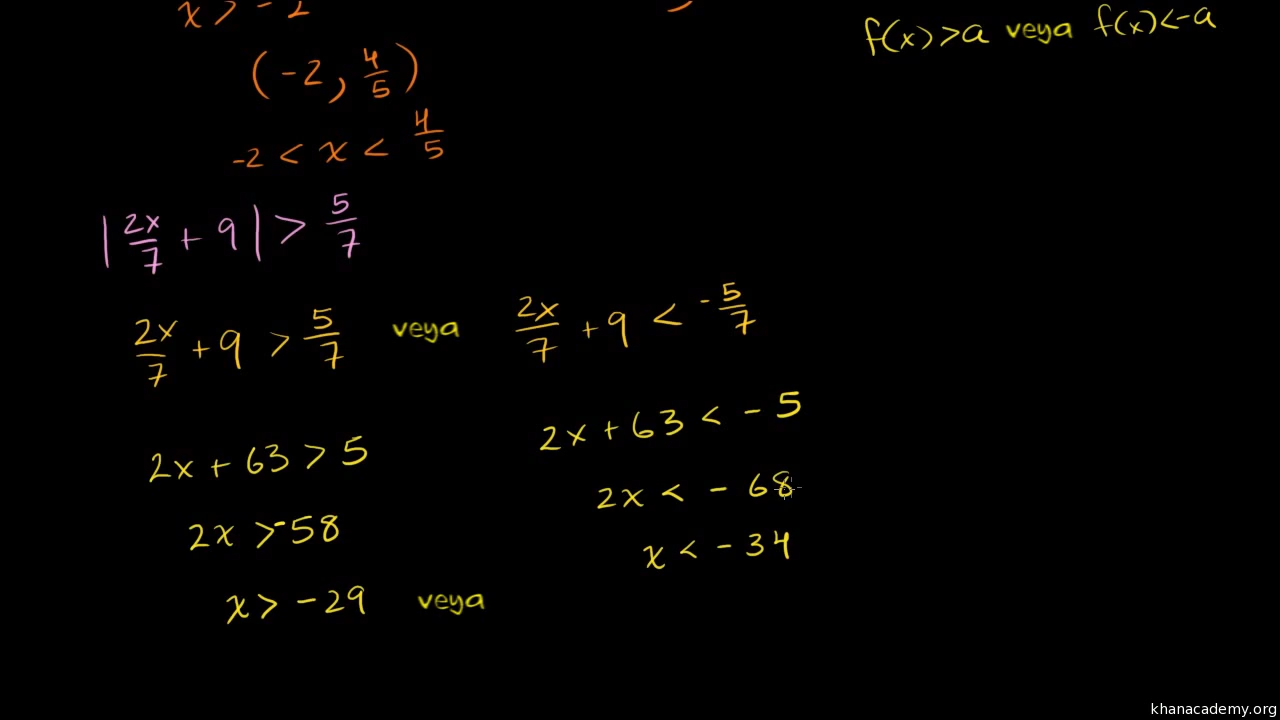 x > -2
f(x)>a veya f(x)<-a
(-2, 4/5)
-2 < x < 4/5
|2x/7 + 9| > 5/7
2x/7 + 9 > 5/7 veya 2x/7 + 9 < -5/7
2x + 63 > 5
2x + 63 < - 5
2x > -58
2x < - 68
x > -29 veya
x < - 34
khanacademy.org